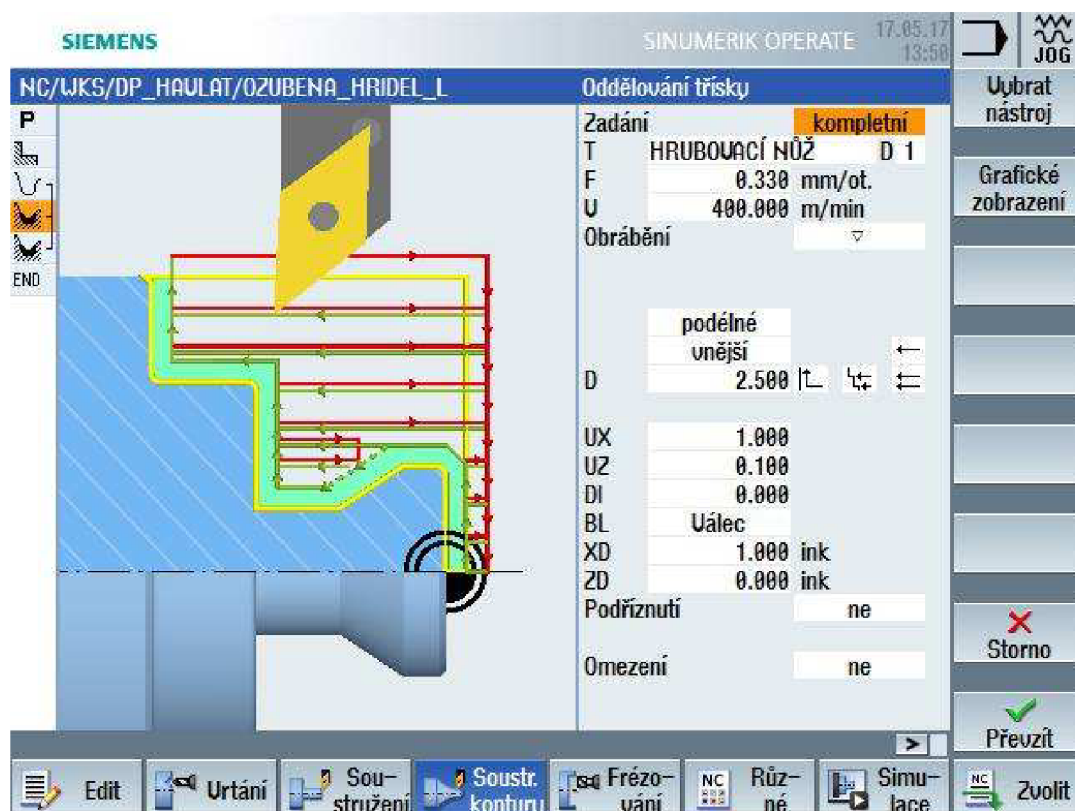 SIEMENS
SINUMERIK OPERATE
17.05.17
13:50
JOG
NC/WKS/DP_HAVLAT/OZUBENA_HRIDEL_L
Oddělování třísky
P
END
Zadání kompletní
T HRUBOVACÍ NŮŽ D 1
F 0.330 mm/ot.
V 400.000 m/min
Obrábění ▽
podélné
vnější ←
D 2.500
UX 1.000
UZ 0.100
DI 0.000
BL Válec
XD 1.000 ink
ZD 0.000 ink
Podříznutí ne
Omezení ne
Vybrat
nástroj
Grafické
zobrazení
Storno
Převzít
>
Edit
Vrtání
Sou-
stružení
Soustr.
konturu
Frézo-
vání
NC
Růz-
né
Simu-
lace
NC
Zvolit